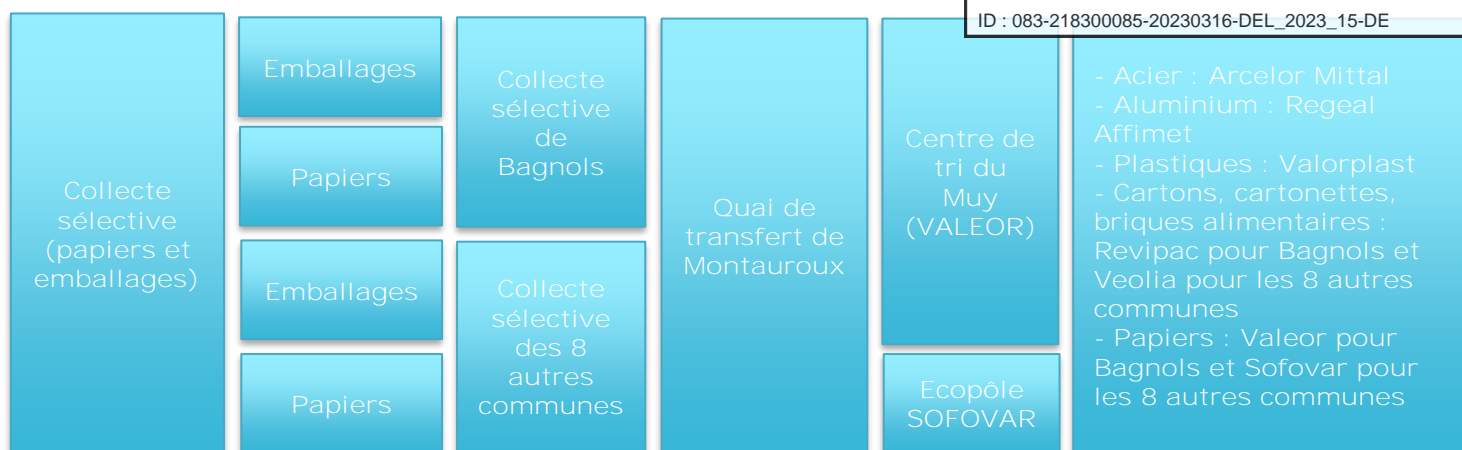 ID : 083-218300085-20230316-DEL_2023_15-DE
Collecte
sélective
(papiers et
emballages)
Emballages
Papiers
Emballages
Papiers
Collecte
sélective
de
Bagnols
Collecte
sélective
des 8
autres
communes
Quai de
transfert de
Montauroux
Centre de
tri du
Muy
(VALEOR)
Ecopôle
SOFOVAR
- Acier : Arcelor Mittal
- Aluminium : Regeal
Affimet
- Plastiques : Valorplast
- Cartons, cartonettes,
briques alimentaires :
Revipac pour Bagnols et
Veolia pour les 8 autres
communes
- Papiers : Valeor pour
Bagnols et Sofovar pour
les 8 autres communes